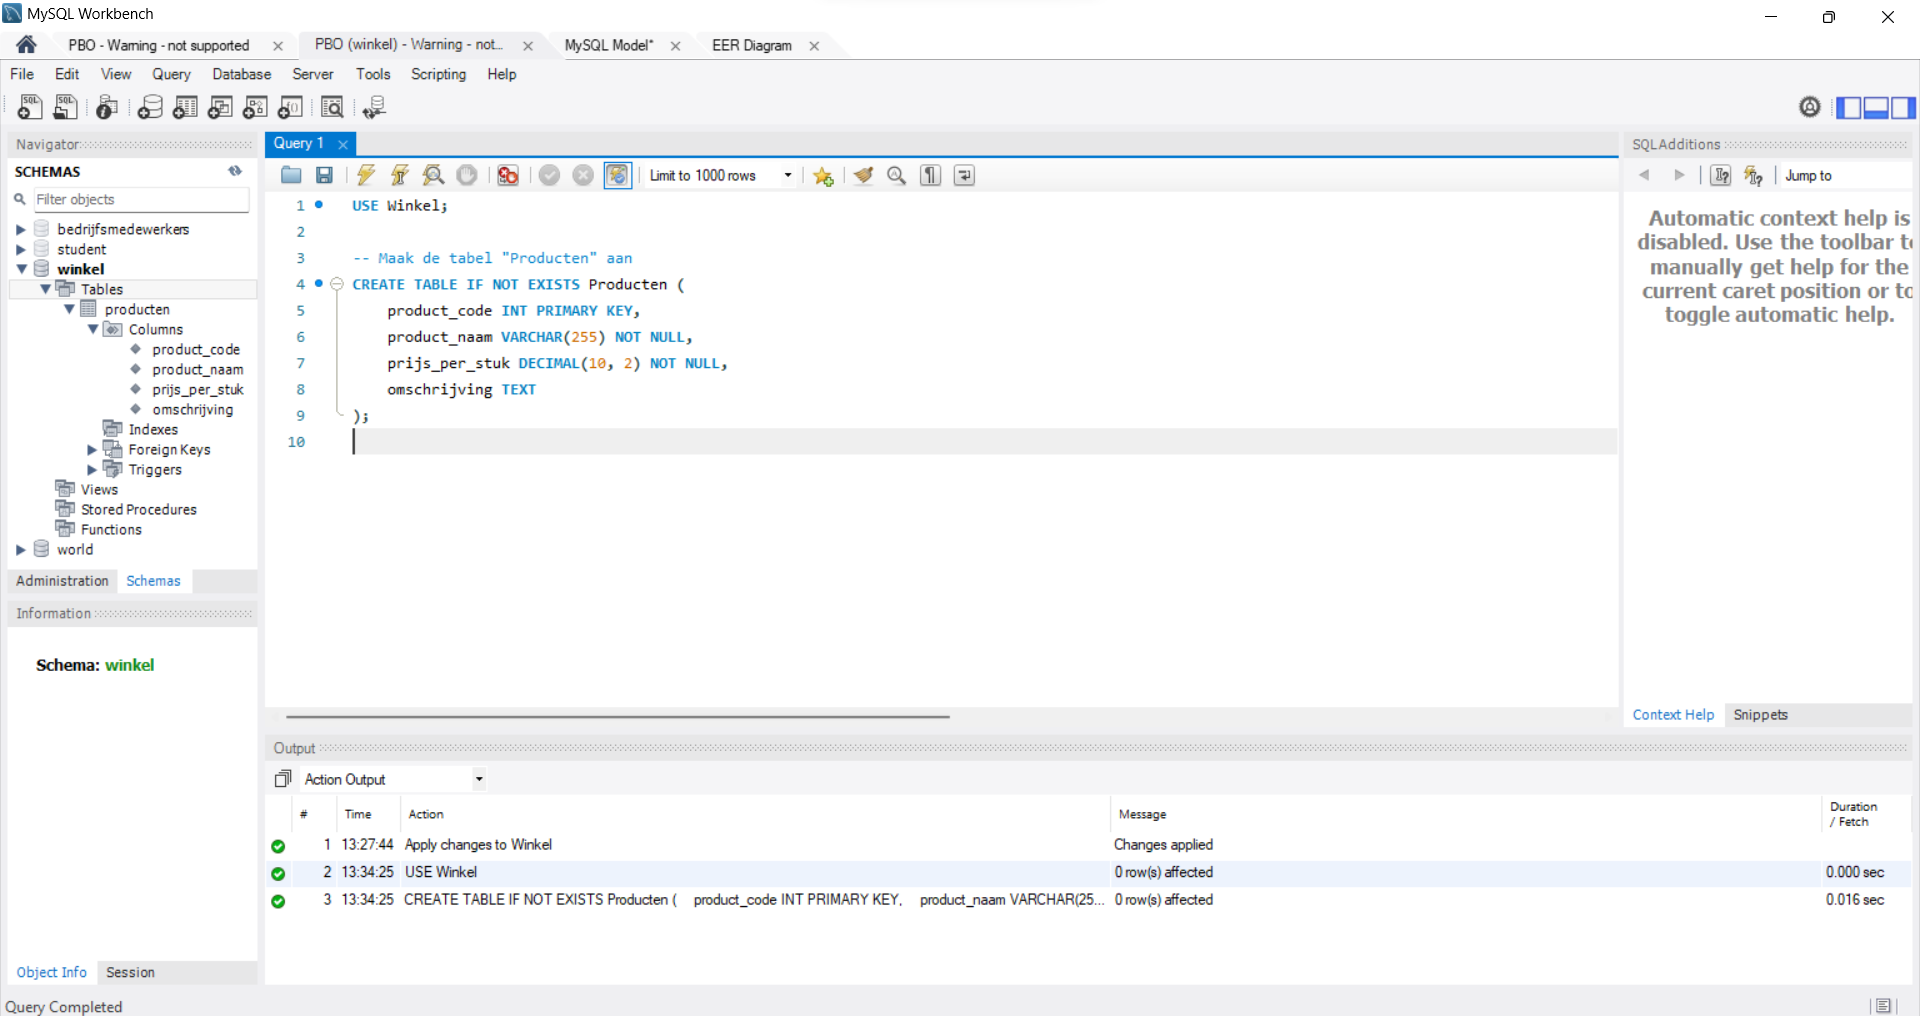 MySQL Workbench
PBO - Warning - not supported
PBO (winkel) - Warning - not...
MySQL Model*
EER Diagram
File Edit View Query Database Server Tools Scripting Help
Navigator
SCHEMAS
Filter objects
bedrijfsmedewerkers
student
winkel
Tables
producten
Columns
product_code
product_naam
prijs_per_stuk
omschrijving
Indexes
Foreign Keys
Triggers
Views
Stored Procedures
Functions
world
Administration Schemas
Information
Schema: winkel
Object Info Session
Query 1
Limit to 1000 rows
1 USE Winkel;
2
3 -- Maak de tabel "Producten" aan
4 CREATE TABLE IF NOT EXISTS Producten (
5 product_code INT PRIMARY KEY,
6 product_naam VARCHAR(255) NOT NULL,
7 prijs_per_stuk DECIMAL(10, 2) NOT NULL,
8 omschrijving TEXT
9 );
10
SQLAdditions
Jump to
Automatic context help is
disabled. Use the toolbar to
manually get help for the
current caret position or to
toggle automatic help.
Context Help Snippets
Output
Action Output
# Time Action Message Duration / Fetch
1 13:27:44 Apply changes to Winkel Changes applied
2 13:34:25 USE Winkel 0 row(s) affected 0.000 sec
3 13:34:25 CREATE TABLE IF NOT EXISTS Producten ( product_code INT PRIMARY KEY, product_naam VARCHAR(25... 0 row(s) affected 0.016 sec
Query Completed